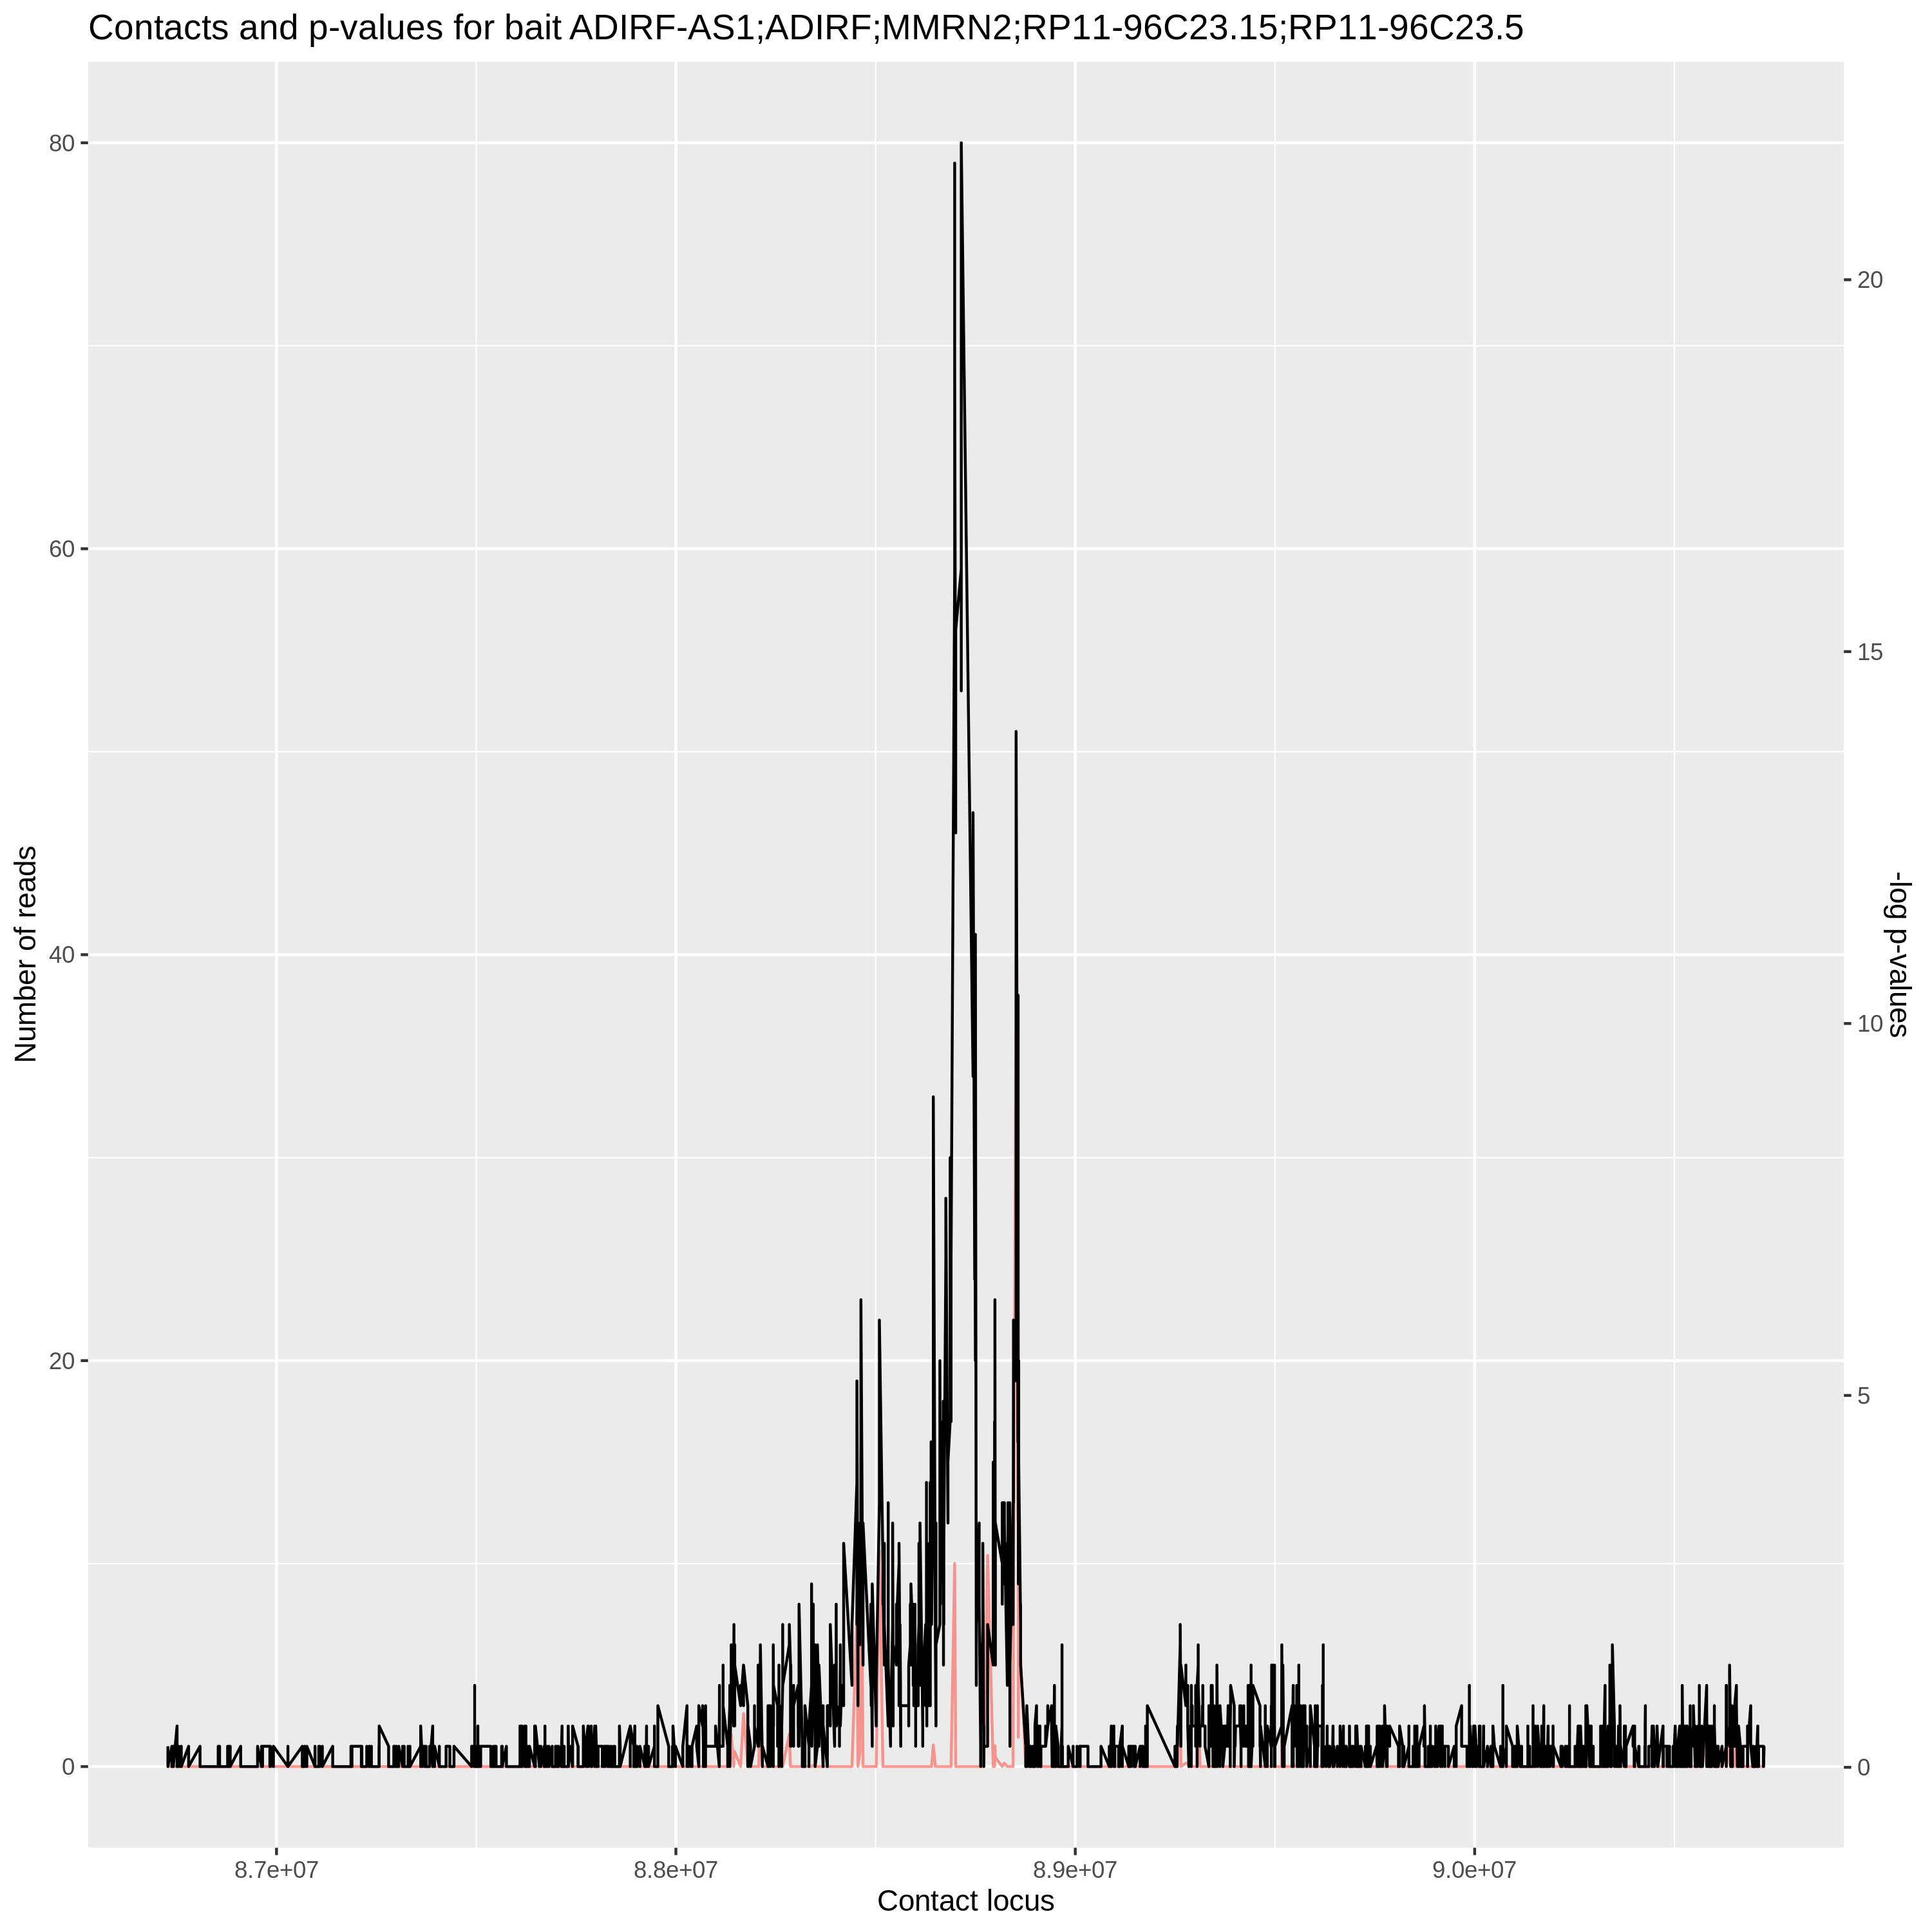 Contacts and p-values for bait ADIRF-AS1;ADIRF;MMRN2;RP11-96C23.15;RP11-96C23.5
80
60
40
20
0
Number of reads
20
15
10
5
0
-log p-values
8.7e+07
8.8e+07
8.9e+07
9.0e+07
Contact locus